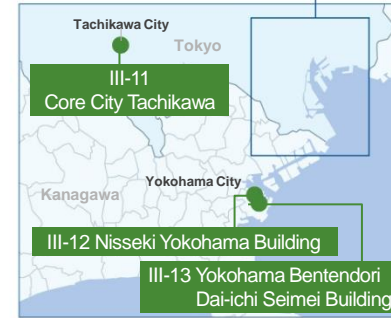 Tachikawa City
Tokyo
III-11
Core City Tachikawa
Yokohama City
Kanagawa
III-12 Nisseki Yokohama Building
III-13 Yokohama Bentendori
Dai-ichi Seimei Building